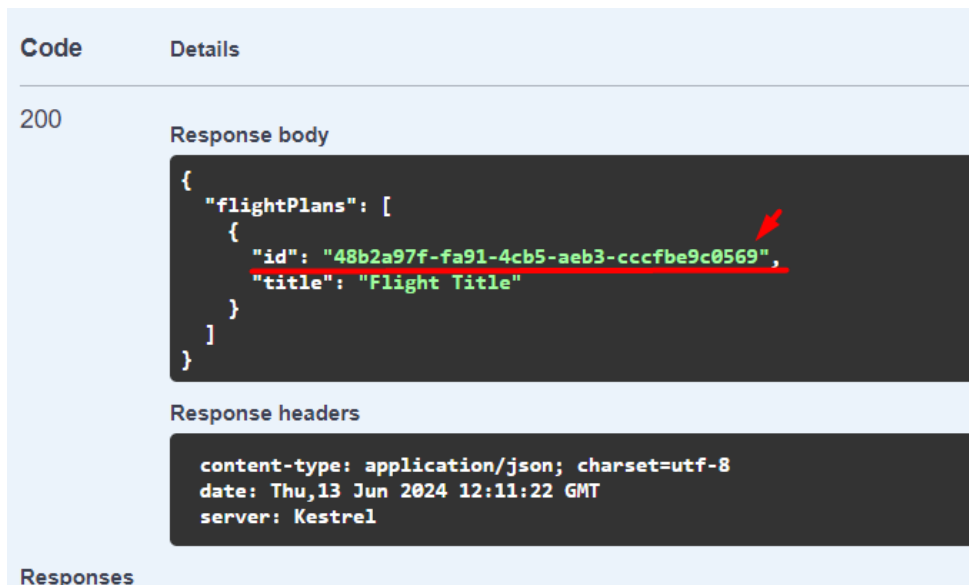 Code Details
200
Response body
{
"flightPlans": [
{
"id": "48b2a97f-fa91-4cb5-aeb3-cccfbe9c0569",
"title": "Flight Title"
}
]
}
Response headers
content-type: application/json; charset=utf-8
date: Thu,13 Jun 2024 12:11:22 GMT
server: Kestrel
Responses